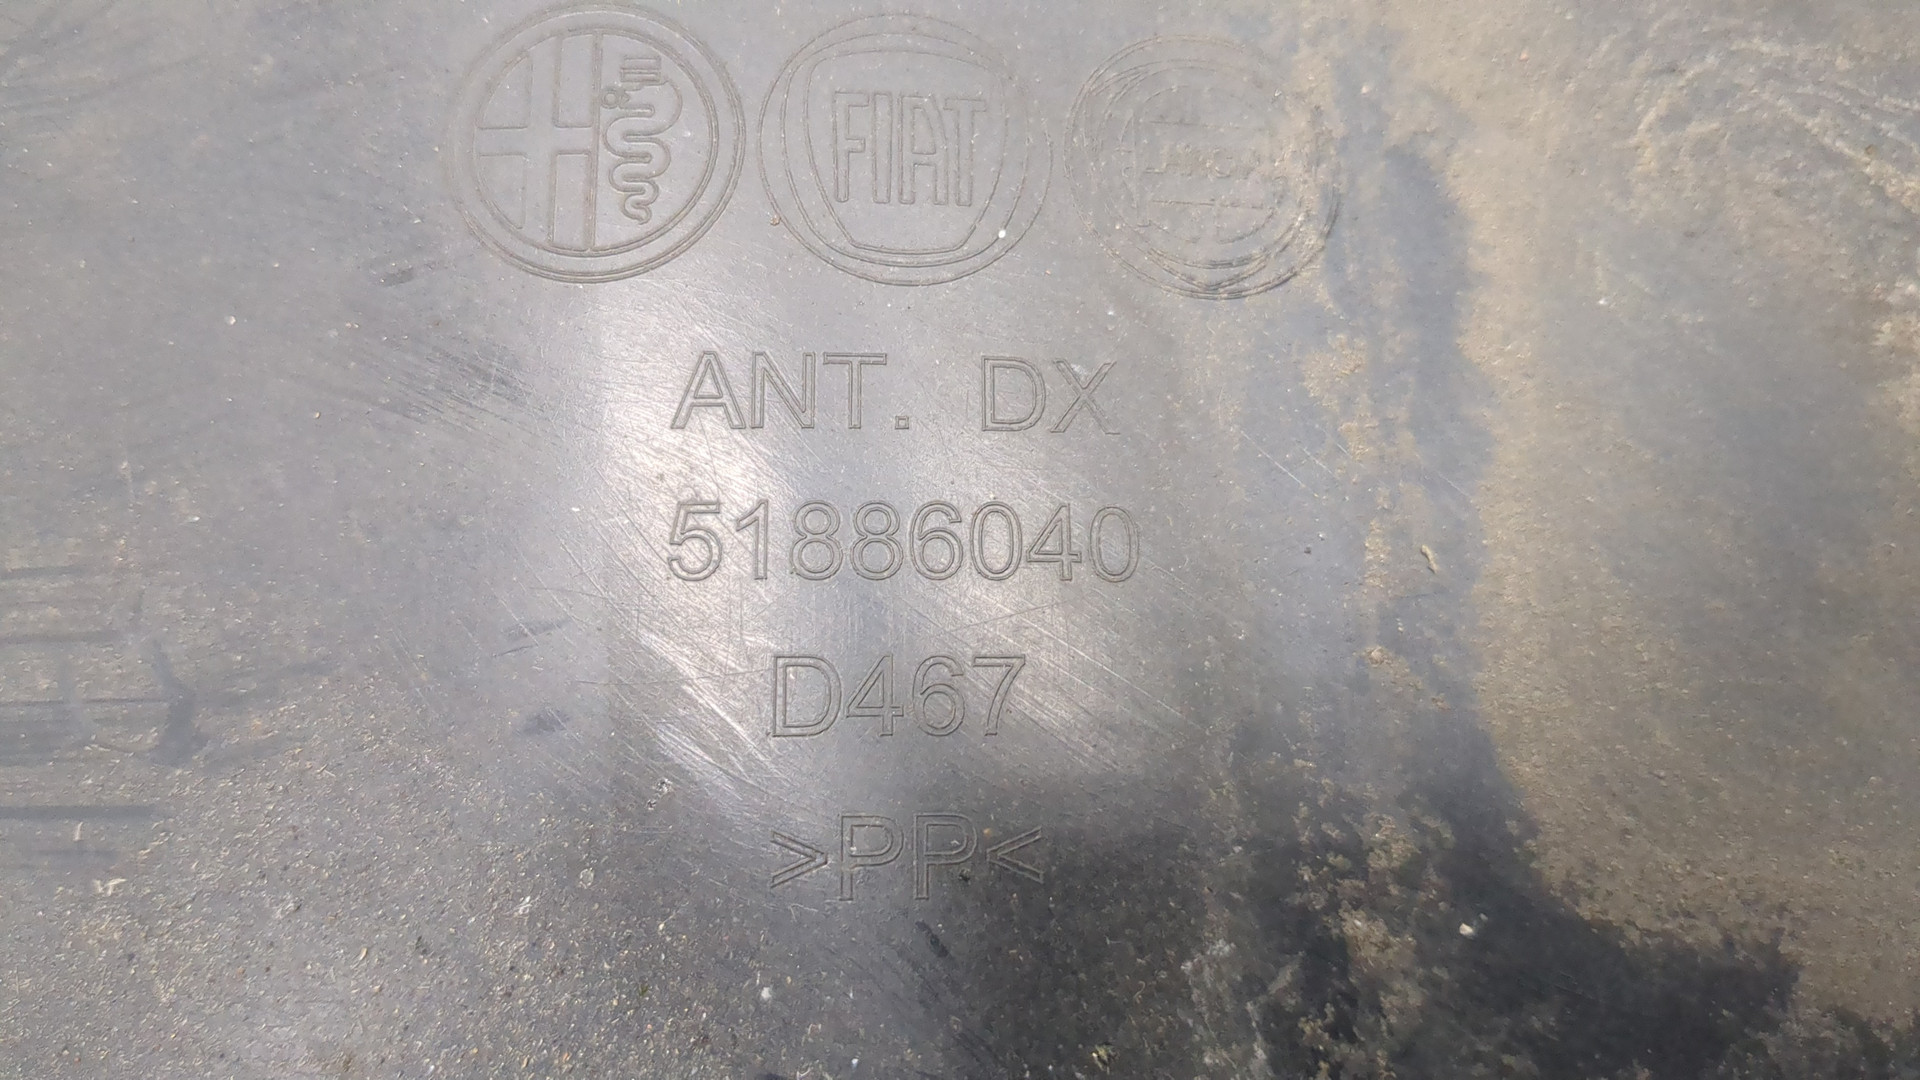 FIAT
ANT. DX
51886040
D467
>PP<